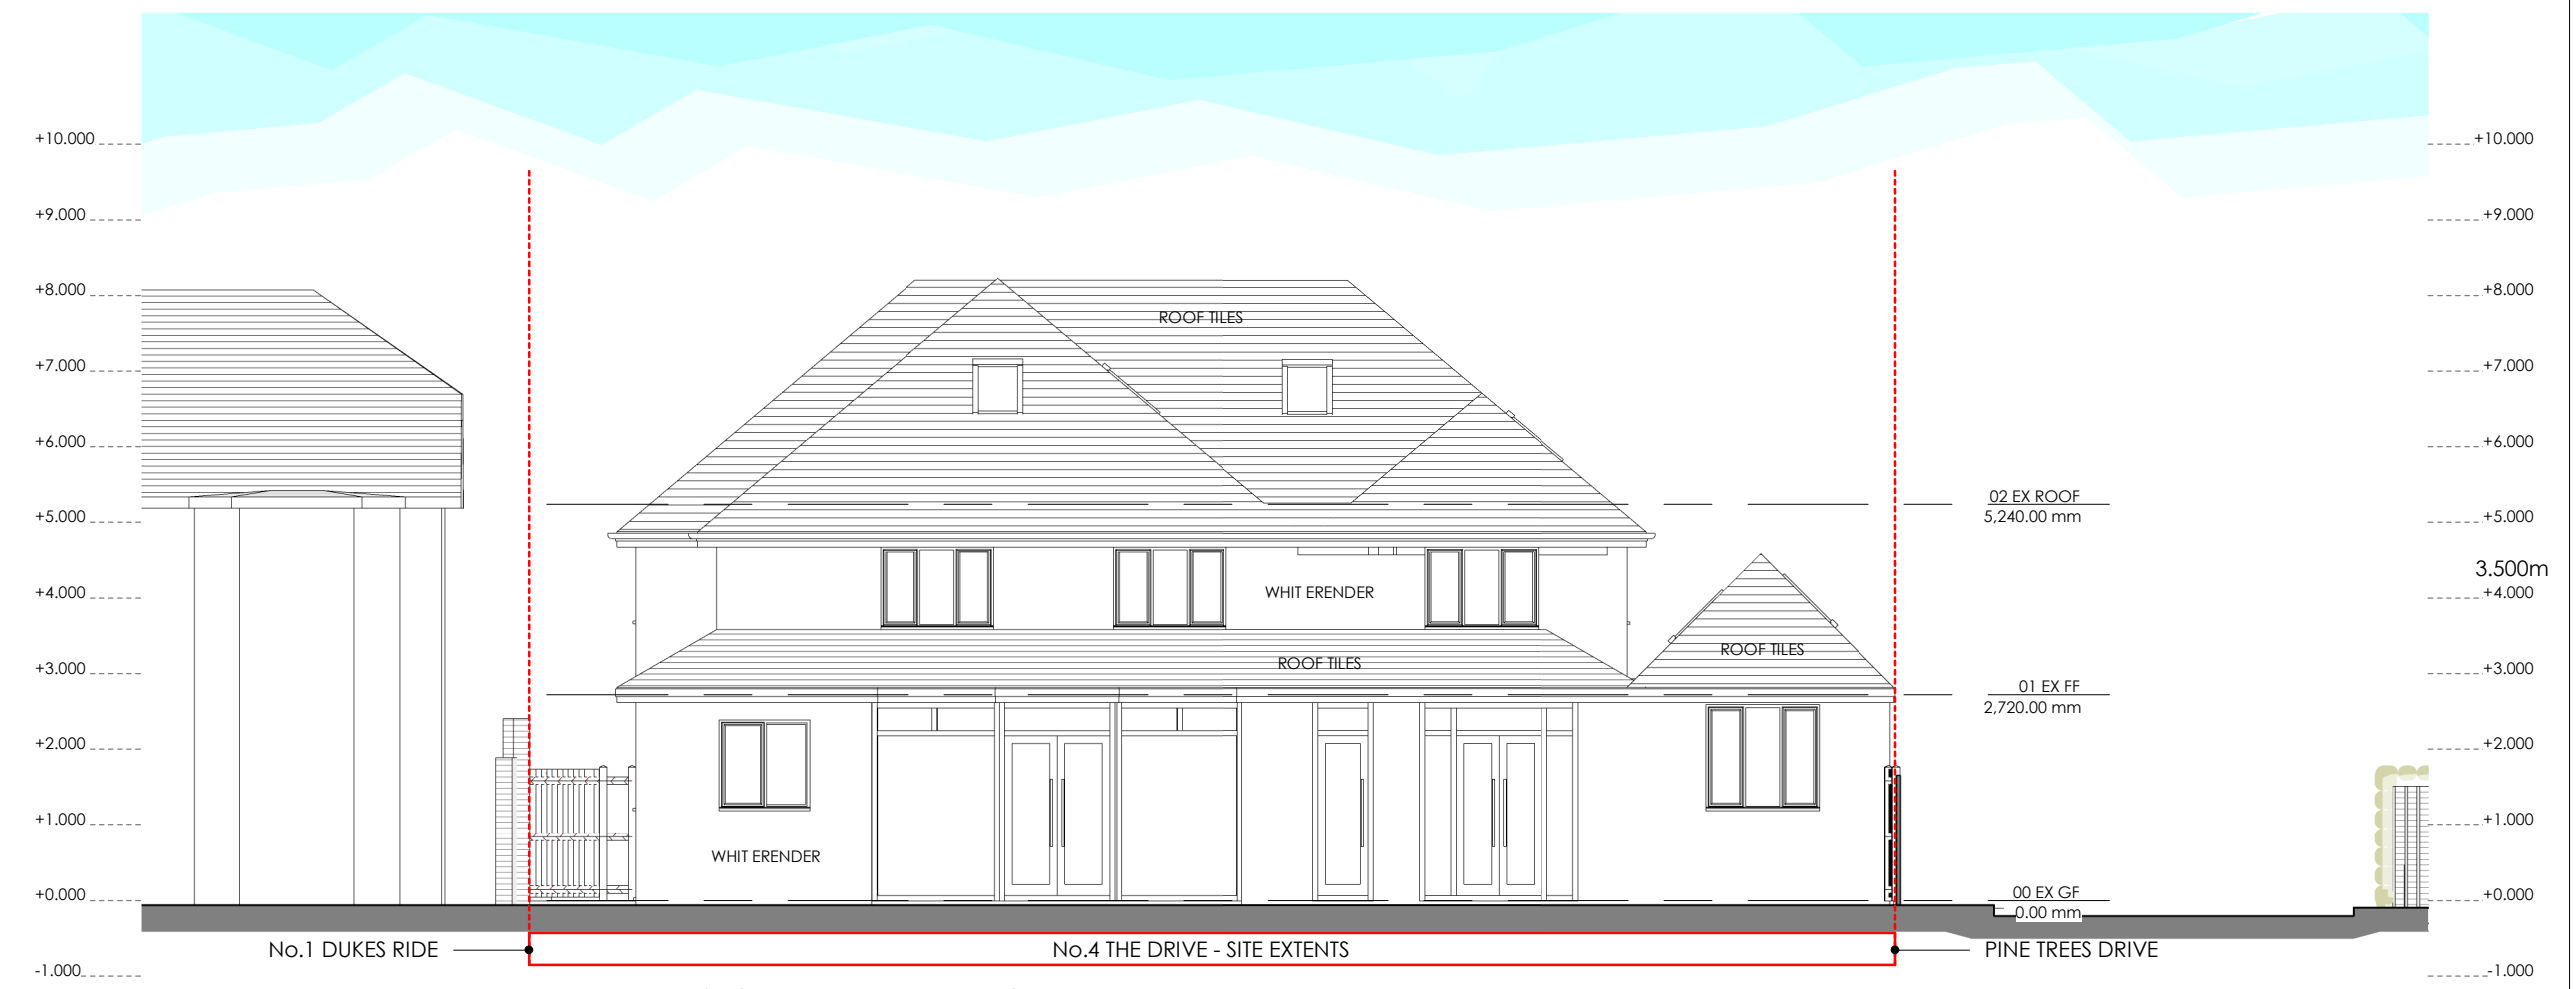 +10.000
+10.000
+9.000
+9.000
+8.000
+8.000
ROOF TILES
+7.000
+7.000
+6.000
+6.000
02 EX ROOF
5,240.00 mm
+5.000
+5.000
3.500m
+4.000
+4.000
WHIT ERENDER
ROOF TILES
ROOF TILES
+3.000
+3.000
01 EX FF
2,720.00 mm
+2.000
+2.000
+1.000
+1.000
WHIT ERENDER
+0.000
+0.000
00 EX GF
0.00 mm
No.1 DUKES RIDE
No.4 THE DRIVE - SITE EXTENTS
PINE TREES DRIVE
-1.000
-1.000